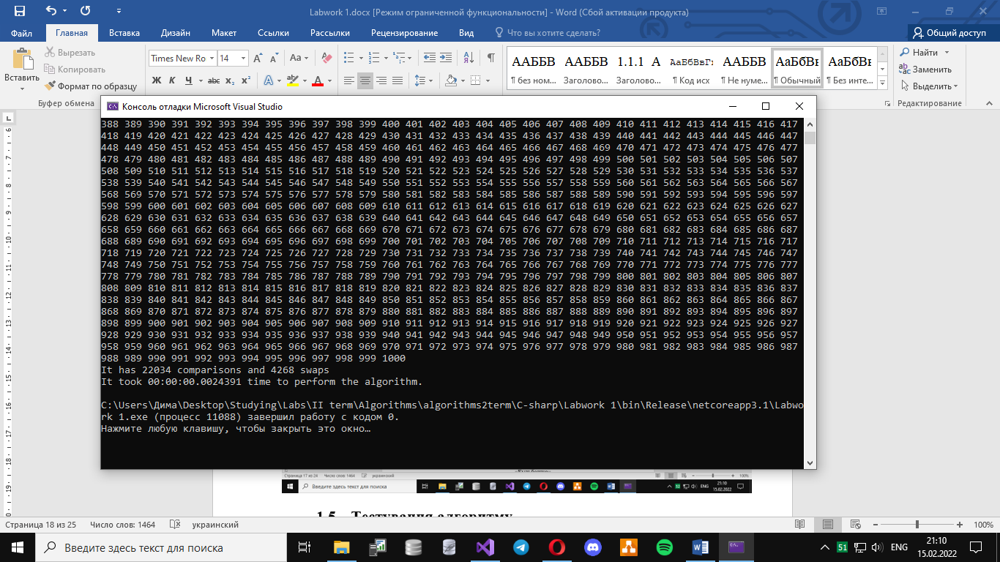 Labwork 1.docx [Режим ограниченной функциональности] - Word (Сбой активации продукта)
Файл Главная Вставка Дизайн Макет Ссылки Рассылки Рецензирование Вид Что вы хотите сделать? Общий доступ
Вставить
Вырезать
Копировать
Формат по образцу
Буфер обмена
Times New Ro 14
Ж К Ч abc x₂ x²
ААББВ ААББВ 1.1.1 А АаБбВвГг ААББВ АаБбВв АаБбВв
¶ без ном... Заголово... Заголово... ¶ Код исх ¶ Не нуме... ¶ Обычный ¶ Без инте...
Найти
Заменить
Выделить
Редактирование
Консоль отладки Microsoft Visual Studio
388 389 390 391 392 393 394 395 396 397 398 399 400 401 402 403 404 405 406 407 408 409 410 411 412 413 414 415 416 417
418 419 420 421 422 423 424 425 426 427 428 429 430 431 432 433 434 435 436 437 438 439 440 441 442 443 444 445 446 447
448 449 450 451 452 453 454 455 456 457 458 459 460 461 462 463 464 465 466 467 468 469 470 471 472 473 474 475 476 477
478 479 480 481 482 483 484 485 486 487 488 489 490 491 492 493 494 495 496 497 498 499 500 501 502 503 504 505 506 507
508 509 510 511 512 513 514 515 516 517 518 519 520 521 522 523 524 525 526 527 528 529 530 531 532 533 534 535 536 537
538 539 540 541 542 543 544 545 546 547 548 549 550 551 552 553 554 555 556 557 558 559 560 561 562 563 564 565 566 567
568 569 570 571 572 573 574 575 576 577 578 579 580 581 582 583 584 585 586 587 588 589 590 591 592 593 594 595 596 597
598 599 600 601 602 603 604 605 606 607 608 609 610 611 612 613 614 615 616 617 618 619 620 621 622 623 624 625 626 627
628 629 630 631 632 633 634 635 636 637 638 639 640 641 642 643 644 645 646 647 648 649 650 651 652 653 654 655 656 657
658 659 660 661 662 663 664 665 666 667 668 669 670 671 672 673 674 675 676 677 678 679 680 681 682 683 684 685 686 687
688 689 690 691 692 693 694 695 696 697 698 699 700 701 702 703 704 705 706 707 708 709 710 711 712 713 714 715 716 717
718 719 720 721 722 723 724 725 726 727 728 729 730 731 732 733 734 735 736 737 738 739 740 741 742 743 744 745 746 747
748 749 750 751 752 753 754 755 756 757 758 759 760 761 762 763 764 765 766 767 768 769 770 771 772 773 774 775 776 777
778 779 780 781 782 783 784 785 786 787 788 789 790 791 792 793 794 795 796 797 798 799 800 801 802 803 804 805 806 807
808 809 810 811 812 813 814 815 816 817 818 819 820 821 822 823 824 825 826 827 828 829 830 831 832 833 834 835 836 837
838 839 840 841 842 843 844 845 846 847 848 849 850 851 852 853 854 855 856 857 858 859 860 861 862 863 864 865 866 867
868 869 870 871 872 873 874 875 876 877 878 879 880 881 882 883 884 885 886 887 888 889 890 891 892 893 894 895 896 897
898 899 900 901 902 903 904 905 906 907 908 909 910 911 912 913 914 915 916 917 918 919 920 921 922 923 924 925 926 927
928 929 930 931 932 933 934 935 936 937 938 939 940 941 942 943 944 945 946 947 948 949 950 951 952 953 954 955 956 957
958 959 960 961 962 963 964 965 966 967 968 969 970 971 972 973 974 975 976 977 978 979 980 981 982 983 984 985 986 987
988 989 990 991 992 993 994 995 996 997 998 999 1000
It has 22034 comparisons and 4268 swaps
It took 00:00:00.0024391 time to perform the algorithm.
C:\Users\Дима\Desktop\Studying\Labs\II term\Algorithms\algorithms2term\C-sharp\Labwork 1\bin\Release\netcoreapp3.1\Labwo
rk 1.exe (процесс 11088) завершил работу с кодом 0.
Нажмите любую клавишу, чтобы закрыть это окно…
Страница 17 из 24 Число слов: 1464 украинский 100%
Введите здесь текст для поиска 51 ENG 21:10
15.02.2022
1.5 Тестування алгоритму
Страница 18 из 25 Число слов: 1464 украинский 100%
Введите здесь текст для поиска 51 ENG 21:10
15.02.2022